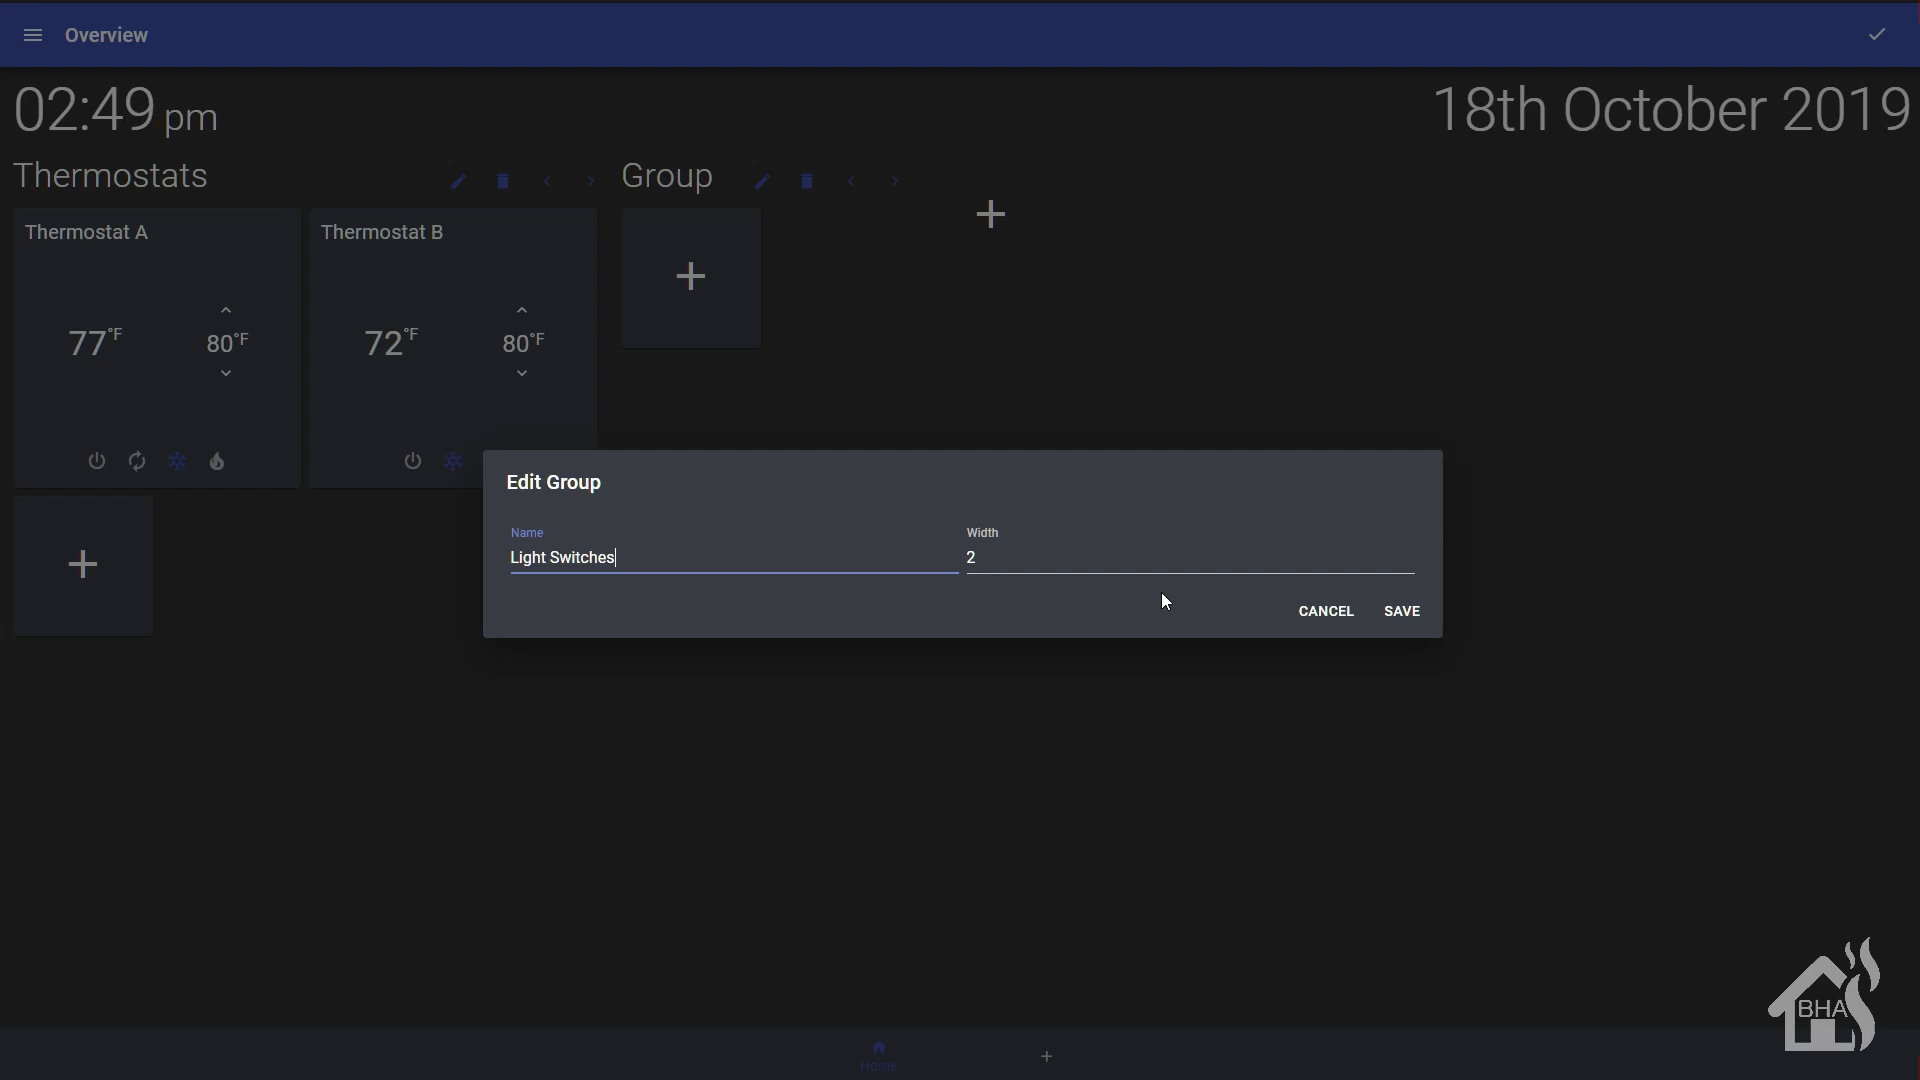 Overview
02:49 pm
18th October 2019
Thermostats
Group
Thermostat A
Thermostat B
77°F
80°F
72°F
80°F
Edit Group
Name
Width
Light Switches
2
CANCEL
SAVE
BHA
Home